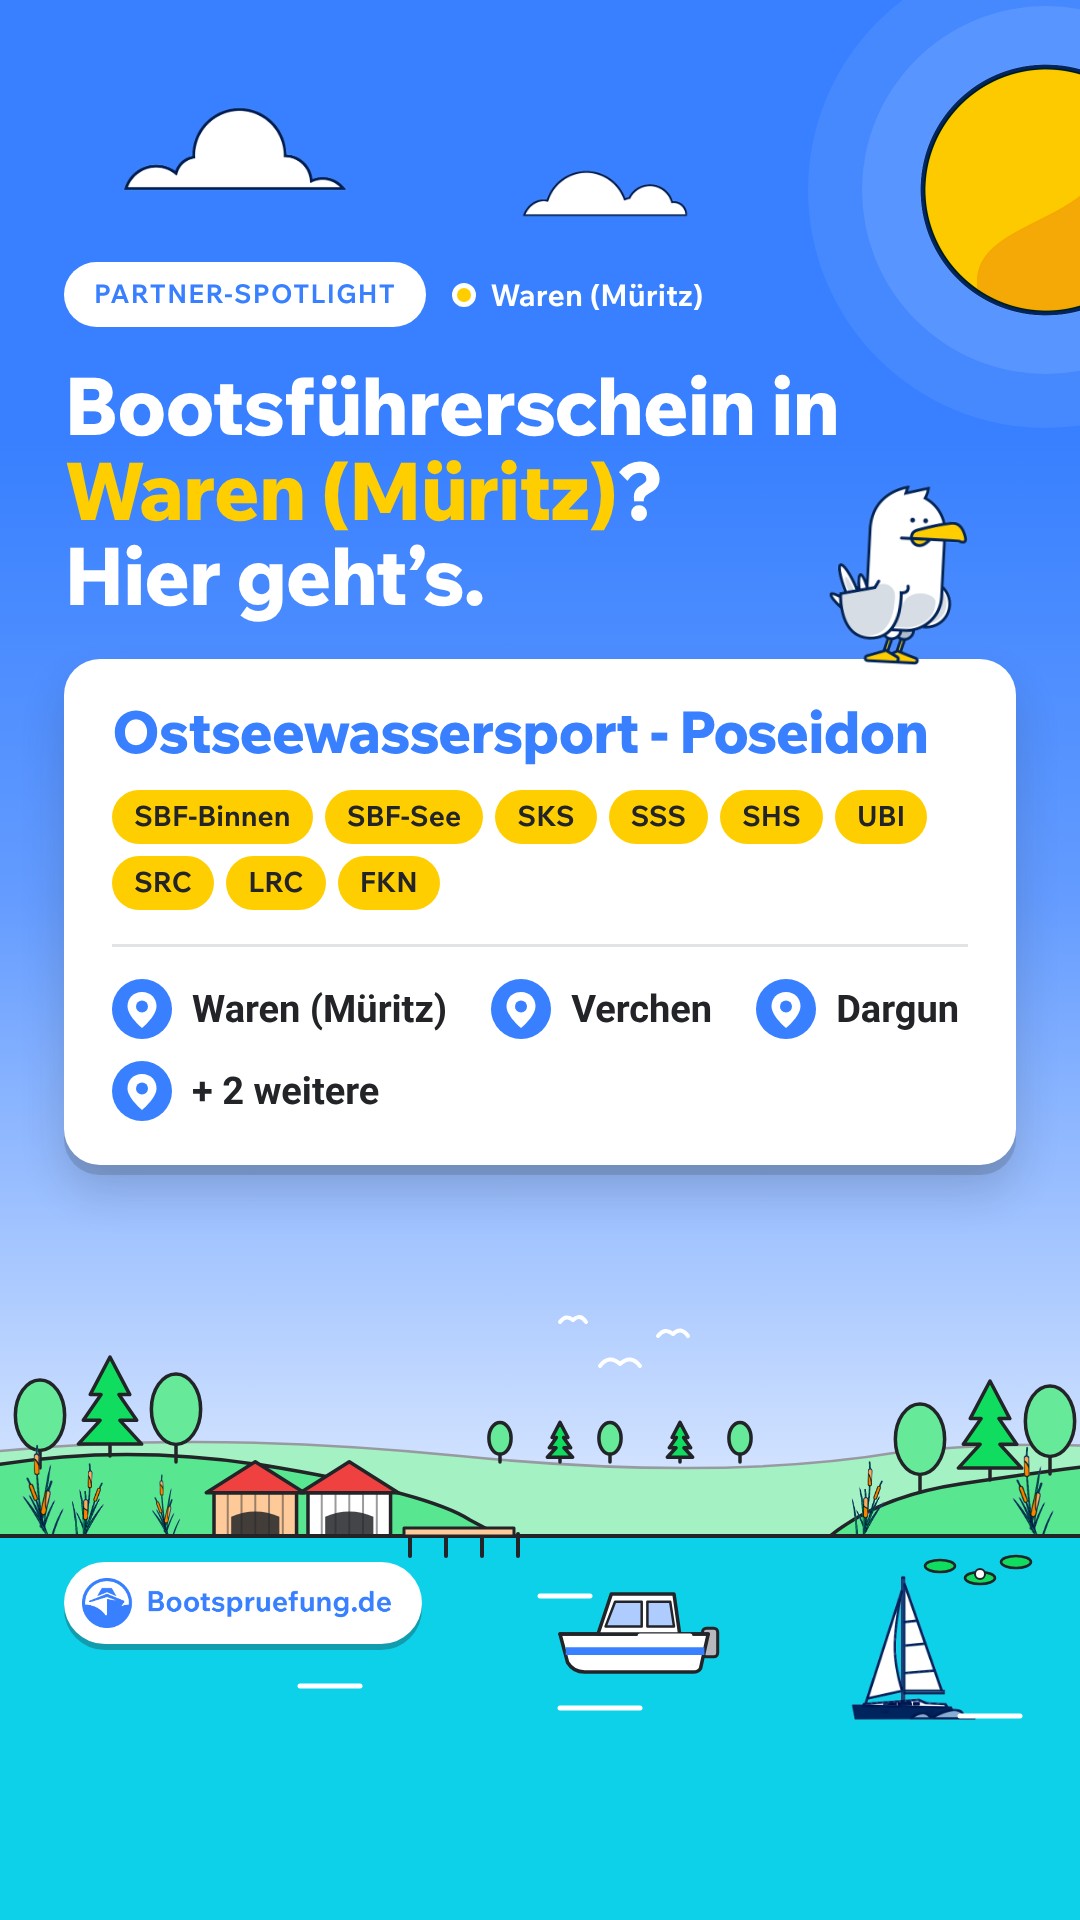 PARTNER-SPOTLIGHT Waren (Müritz)
Bootsführerschein in
Waren (Müritz)?
Hier geht’s.
Ostseewassersport - Poseidon
SBF-Binnen SBF-See SKS SSS SHS UBI
SRC LRC FKN
Waren (Müritz) Verchen Dargun
+ 2 weitere
Bootspruefung.de